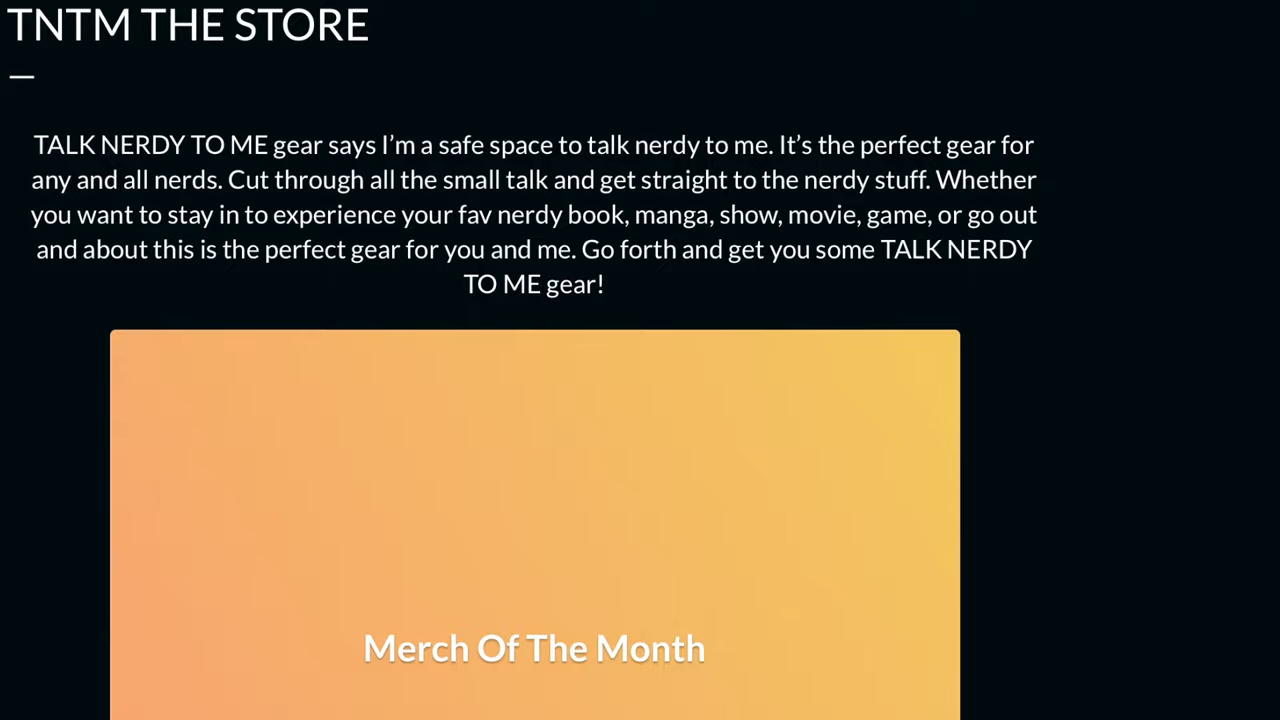 TNTM THE STORE
TALK NERDY TO ME gear says I’m a safe space to talk nerdy to me. It’s the perfect gear for
any and all nerds. Cut through all the small talk and get straight to the nerdy stuff. Whether
you want to stay in to experience your fav nerdy book, manga, show, movie, game, or go out
and about this is the perfect gear for you and me. Go forth and get you some TALK NERDY
TO ME gear!
Merch Of The Month